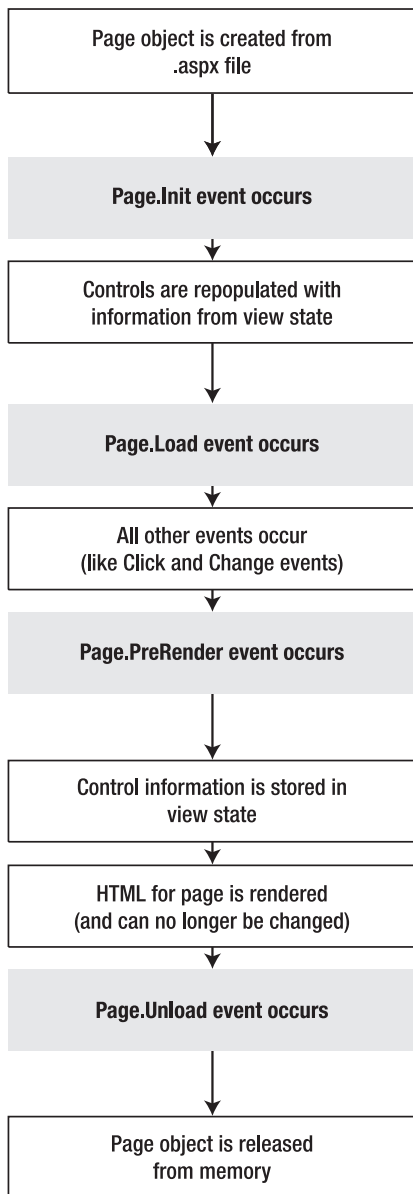 Page object is created from
.aspx file
Page.Init event occurs
Controls are repopulated with
information from view state
Page.Load event occurs
All other events occur
(like Click and Change events)
Page.PreRender event occurs
Control information is stored in
view state
HTML for page is rendered
(and can no longer be changed)
Page.Unload event occurs
Page object is released
from memory